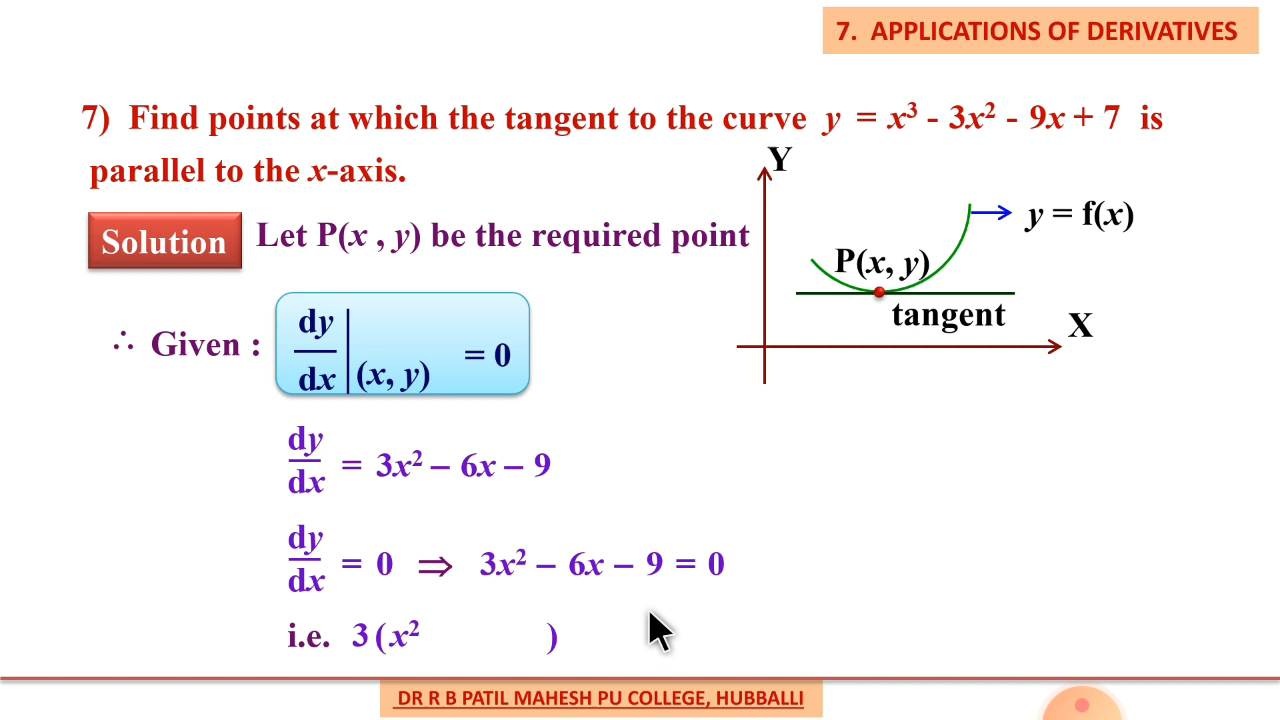 7. APPLICATIONS OF DERIVATIVES
7) Find points at which the tangent to the curve y = x³ - 3x² - 9x + 7 is
parallel to the x-axis.
Solution Let P(x , y) be the required point
Y
y = f(x)
P(x, y)
tangent
X
∴ Given : dy/dx|(x, y) = 0
dy/dx = 3x² – 6x – 9
dy/dx = 0 ⇒ 3x² – 6x – 9 = 0
i.e. 3 ( x² )
DR R B PATIL MAHESH PU COLLEGE, HUBBALLI